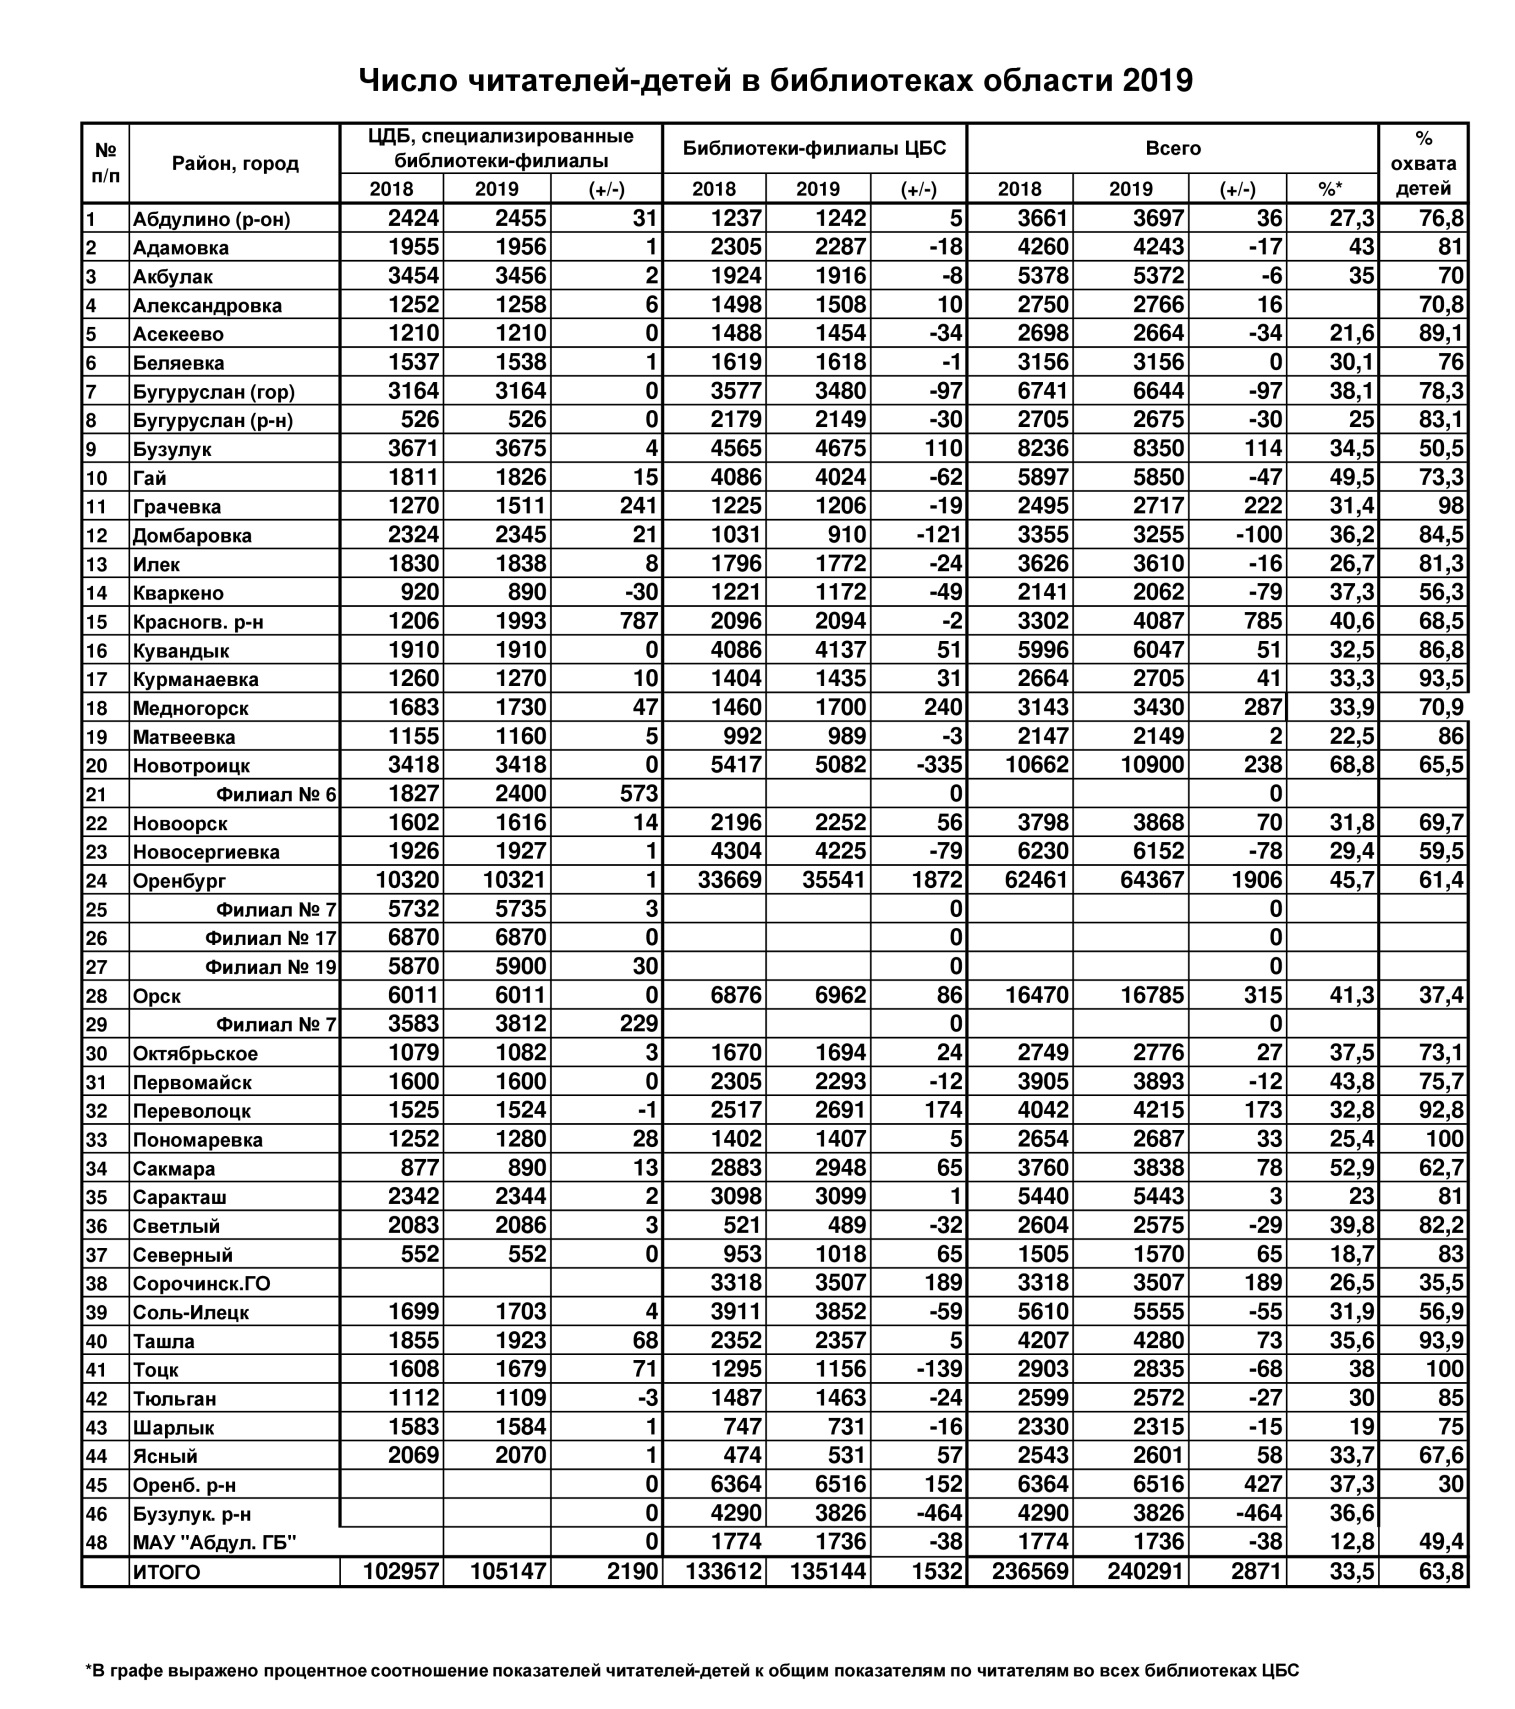 Число читателей-детей в библиотеках области 2019
№ п/п Район, город ЦДБ, специализированные библиотеки-филиалы Библиотеки-филиалы ЦБС Всего % охвата детей
2018 2019 (+/-) 2018 2019 (+/-) 2018 2019 (+/-) %*
1 Абдулино (р-он) 2424 2455 31 1237 1242 5 3661 3697 36 27,3 76,8
2 Адамовка 1955 1956 1 2305 2287 -18 4260 4243 -17 43 81
3 Акбулак 3454 3456 2 1924 1916 -8 5378 5372 -6 35 70
4 Александровка 1252 1258 6 1498 1508 10 2750 2766 16 70,8
5 Асекеево 1210 1210 0 1488 1454 -34 2698 2664 -34 21,6 89,1
6 Беляевка 1537 1538 1 1619 1618 -1 3156 3156 0 30,1 76
7 Бугуруслан (гор) 3164 3164 0 3577 3480 -97 6741 6644 -97 38,1 78,3
8 Бугуруслан (р-н) 526 526 0 2179 2149 -30 2705 2675 -30 25 83,1
9 Бузулук 3671 3675 4 4565 4675 110 8236 8350 114 34,5 50,5
10 Гай 1811 1826 15 4086 4024 -62 5897 5850 -47 49,5 73,3
11 Грачевка 1270 1511 241 1225 1206 -19 2495 2717 222 31,4 98
12 Домбаровка 2324 2345 21 1031 910 -121 3355 3255 -100 36,2 84,5
13 Илек 1830 1838 8 1796 1772 -24 3626 3610 -16 26,7 81,3
14 Кваркено 920 890 -30 1221 1172 -49 2141 2062 -79 37,3 56,3
15 Красногв. р-н 1206 1993 787 2096 2094 -2 3302 4087 785 40,6 68,5
16 Кувандык 1910 1910 0 4086 4137 51 5996 6047 51 32,5 86,8
17 Курманаевка 1260 1270 10 1404 1435 31 2664 2705 41 33,3 93,5
18 Медногорск 1683 1730 47 1460 1700 240 3143 3430 287 33,9 70,9
19 Матвеевка 1155 1160 5 992 989 -3 2147 2149 2 22,5 86
20 Новотроицк 3418 3418 0 5417 5082 -335 10662 10900 238 68,8 65,5
21 Филиал № 6 1827 2400 573 0 0
22 Новоорск 1602 1616 14 2196 2252 56 3798 3868 70 31,8 69,7
23 Новосергиевка 1926 1927 1 4304 4225 -79 6230 6152 -78 29,4 59,5
24 Оренбург 10320 10321 1 33669 35541 1872 62461 64367 1906 45,7 61,4
25 Филиал № 7 5732 5735 3 0 0
26 Филиал № 17 6870 6870 0 0 0
27 Филиал № 19 5870 5900 30 0 0
28 Орск 6011 6011 0 6876 6962 86 16470 16785 315 41,3 37,4
29 Филиал № 7 3583 3812 229 0 0
30 Октябрьское 1079 1082 3 1670 1694 24 2749 2776 27 37,5 73,1
31 Первомайск 1600 1600 0 2305 2293 -12 3905 3893 -12 43,8 75,7
32 Переволоцк 1525 1524 -1 2517 2691 174 4042 4215 173 32,8 92,8
33 Пономаревка 1252 1280 28 1402 1407 5 2654 2687 33 25,4 100
34 Сакмара 877 890 13 2883 2948 65 3760 3838 78 52,9 62,7
35 Саракташ 2342 2344 2 3098 3099 1 5440 5443 3 23 81
36 Светлый 2083 2086 3 521 489 -32 2604 2575 -29 39,8 82,2
37 Северный 552 552 0 953 1018 65 1505 1570 65 18,7 83
38 Сорочинск.ГО 3318 3507 189 3318 3507 189 26,5 35,5
39 Соль-Илецк 1699 1703 4 3911 3852 -59 5610 5555 -55 31,9 56,9
40 Ташла 1855 1923 68 2352 2357 5 4207 4280 73 35,6 93,9
41 Тоцк 1608 1679 71 1295 1156 -139 2903 2835 -68 38 100
42 Тюльган 1112 1109 -3 1487 1463 -24 2599 2572 -27 30 85
43 Шарлык 1583 1584 1 747 731 -16 2330 2315 -15 19 75
44 Ясный 2069 2070 1 474 531 57 2543 2601 58 33,7 67,6
45 Оренб. р-н 0 6364 6516 152 6364 6516 427 37,3 30
46 Бузулук. р-н 0 4290 3826 -464 4290 3826 -464 36,6
48 МАУ "Абдул. ГБ" 0 1774 1736 -38 1774 1736 -38 12,8 49,4
ИТОГО 102957 105147 2190 133612 135144 1532 236569 240291 2871 33,5 63,8
*В графе выражено процентное соотношение показателей читателей-детей к общим показателям по читателям во всех библиотеках ЦБС